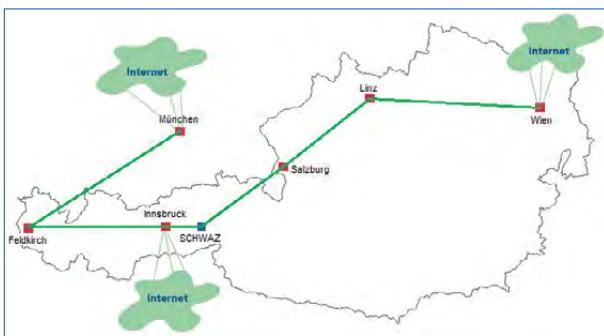 Internet
Internet
Linz
München
Wien
Salzburg
Innsbruck
SCHWAZ
Feldkirch
Internet